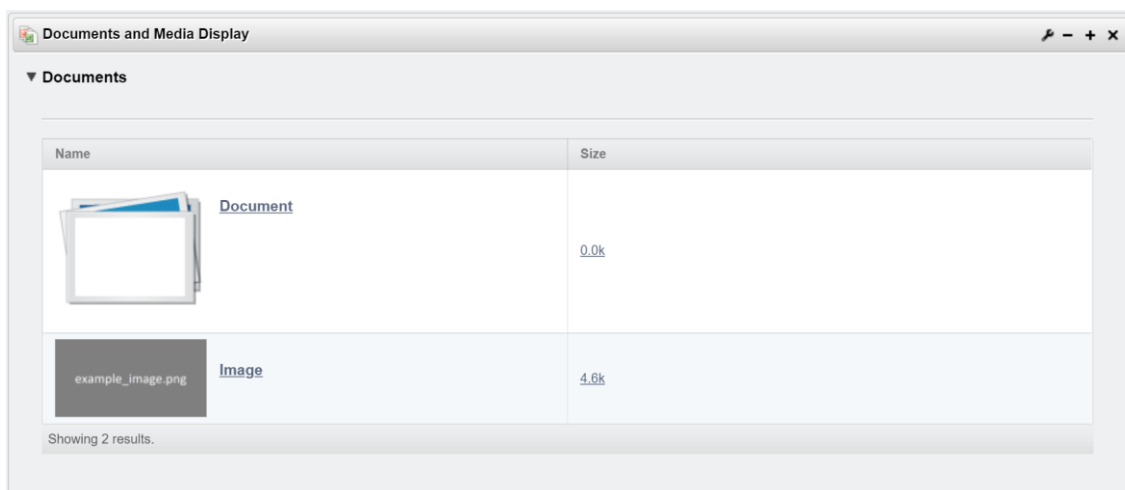 Documents and Media Display
Documents
Name Size
Document
0.0k
example_image.png
Image
4.6k
Showing 2 results.